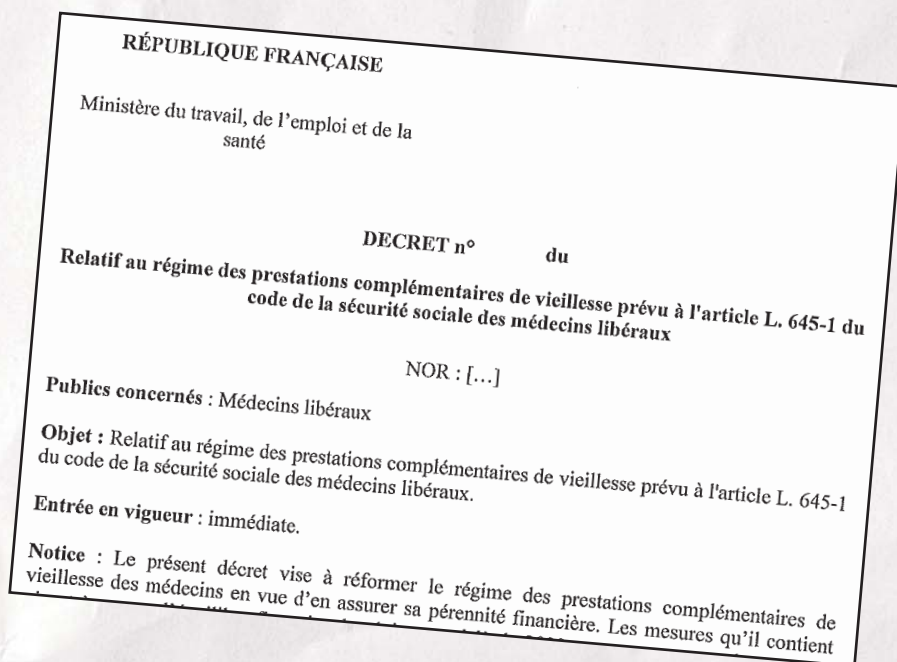 RÉPUBLIQUE FRANÇAISE
Ministère du travail, de l'emploi et de la
santé
DECRET n° du
Relatif au régime des prestations complémentaires de vieillesse prévu à l'article L. 645-1 du
code de la sécurité sociale des médecins libéraux
NOR : […]
Publics concernés : Médecins libéraux
Objet : Relatif au régime des prestations complémentaires de vieillesse prévu à l'article L. 645-1
du code de la sécurité sociale des médecins libéraux.
Entrée en vigueur : immédiate.
Notice : Le présent décret vise à réformer le régime des prestations complémentaires de
vieillesse des médecins en vue d'en assurer sa pérennité financière. Les mesures qu'il contient